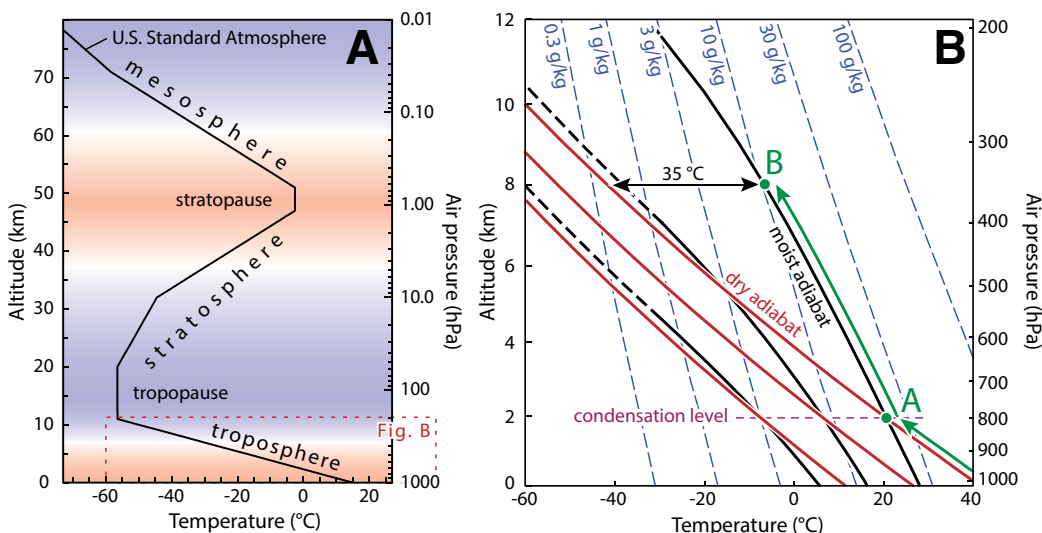 A
U.S. Standard Atmosphere
mesosphere
stratopause
stratosphere
tropopause
troposphere
Fig. B
Altitude (km)
70
60
50
40
30
20
10
0
0.01
0.10
1.00
10.0
100
1000
Air pressure (hPa)
-60
-40
-20
0
20
Temperature (°C)
B
0.3 g/kg
1 g/kg
3 g/kg
10 g/kg
30 g/kg
100 g/kg
35 °C
B
moist adiabat
dry adiabat
A
condensation level
Altitude (km)
12
10
8
6
4
2
0
200
300
400
500
600
700
800
900
1000
Air pressure (hPa)
-60
-40
-20
0
20
40
Temperature (°C)